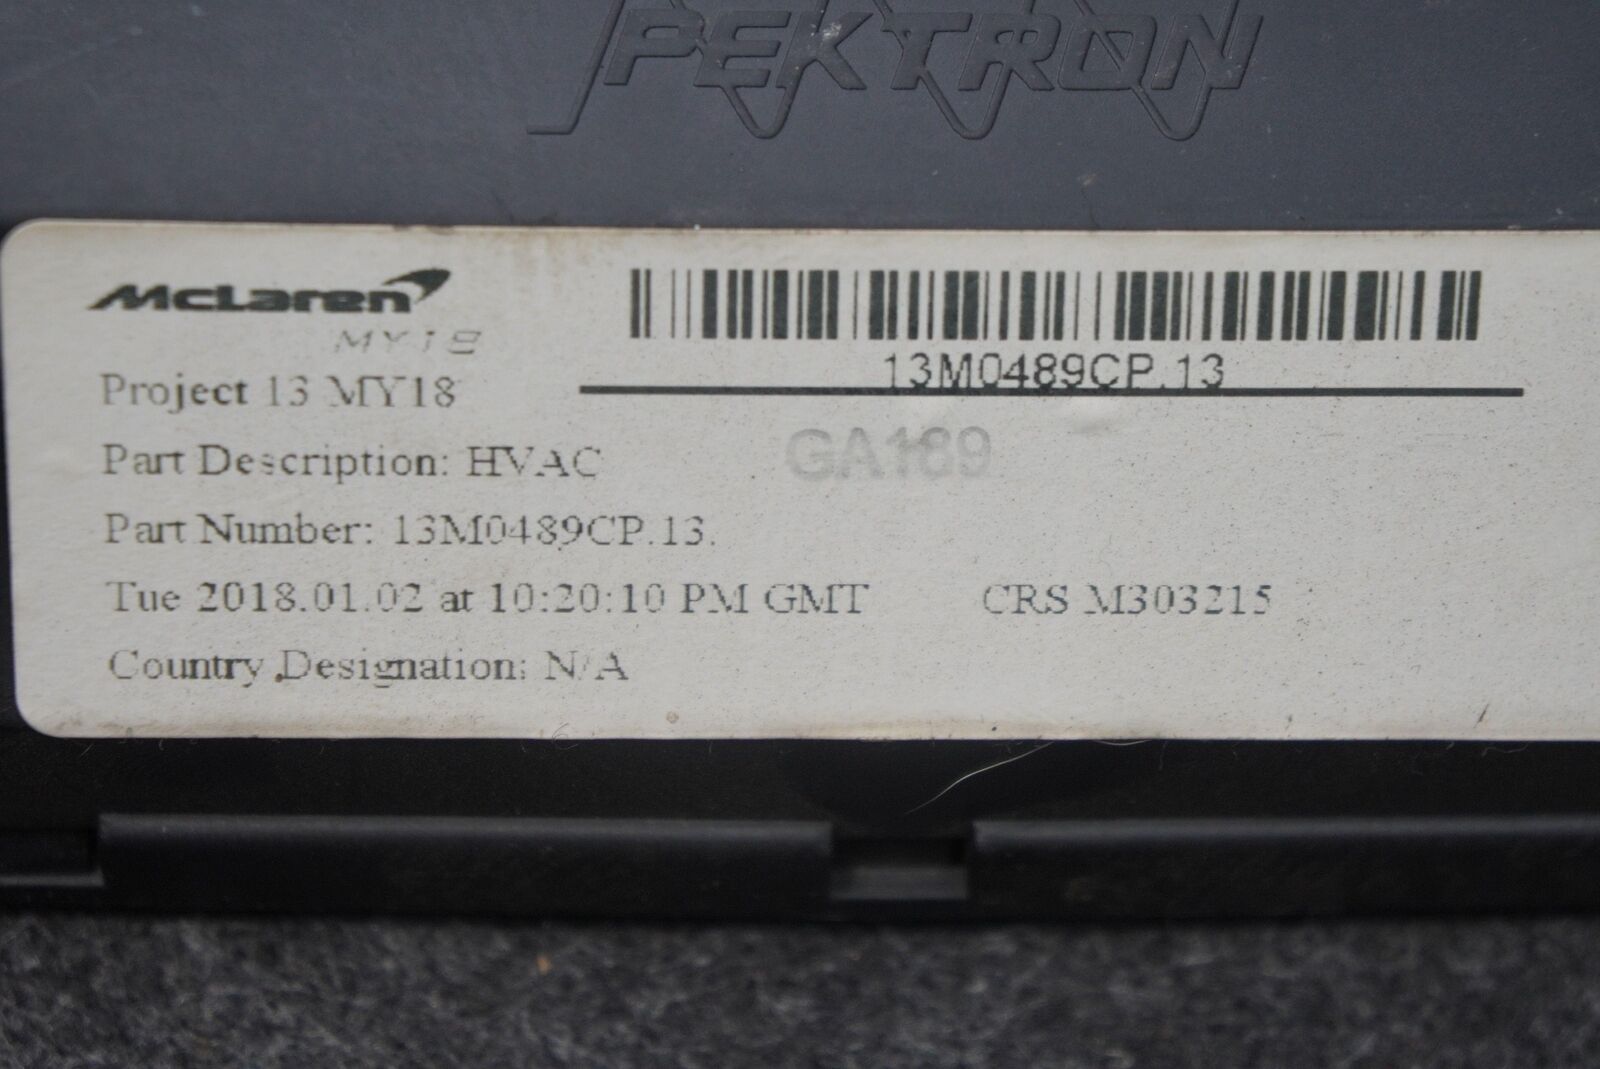 PEKTRON
McLaren
MY18
13M0489CP.13
Project 13 MY18
GA189
Part Description: HVAC
Part Number: 13M0489CP.13.
Tue 2018.01.02 at 10:20:10 PM GMT CRS M303215
Country Designation: N/A